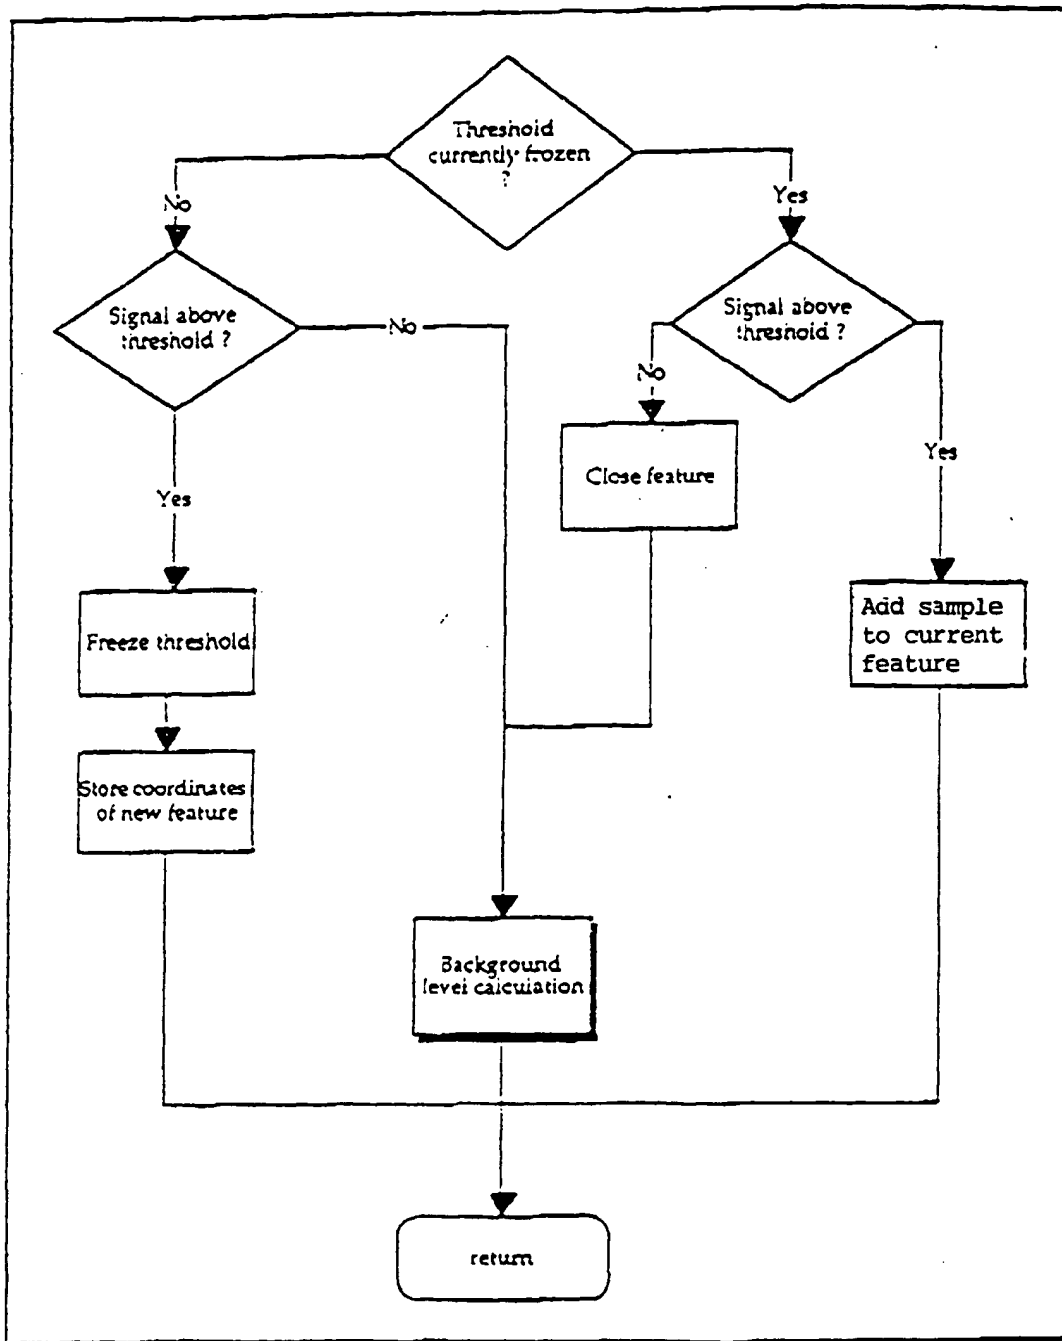 Threshold
currently frozen
?
No
Yes
Signal above
threshold ?
No
Signal above
threshold ?
No
Yes
Close feature
Yes
Freeze threshold
Add sample
to current
feature
Store coordinates
of new feature
Background
level calculation
return